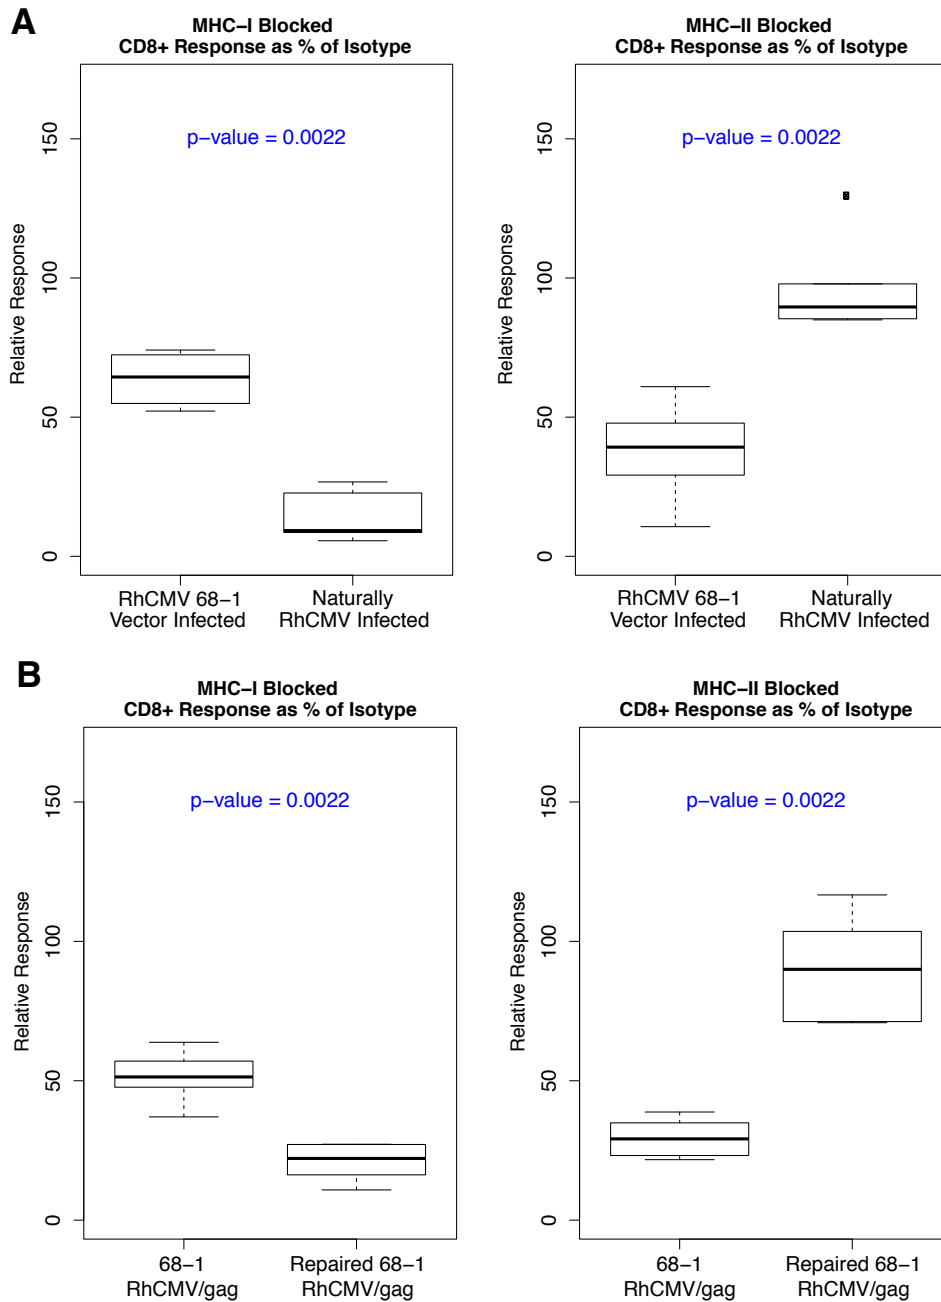 A
MHC–I Blocked
CD8+ Response as % of Isotype
p–value = 0.0022
Relative Response
150
100
50
0
RhCMV 68–1
Vector Infected
Naturally
RhCMV Infected
MHC–II Blocked
CD8+ Response as % of Isotype
p–value = 0.0022
Relative Response
150
100
50
0
RhCMV 68–1
Vector Infected
Naturally
RhCMV Infected
B
MHC–I Blocked
CD8+ Response as % of Isotype
p–value = 0.0022
Relative Response
150
100
50
0
68–1
RhCMV/gag
Repaired 68–1
RhCMV/gag
MHC–II Blocked
CD8+ Response as % of Isotype
p–value = 0.0022
Relative Response
150
100
50
0
68–1
RhCMV/gag
Repaired 68–1
RhCMV/gag